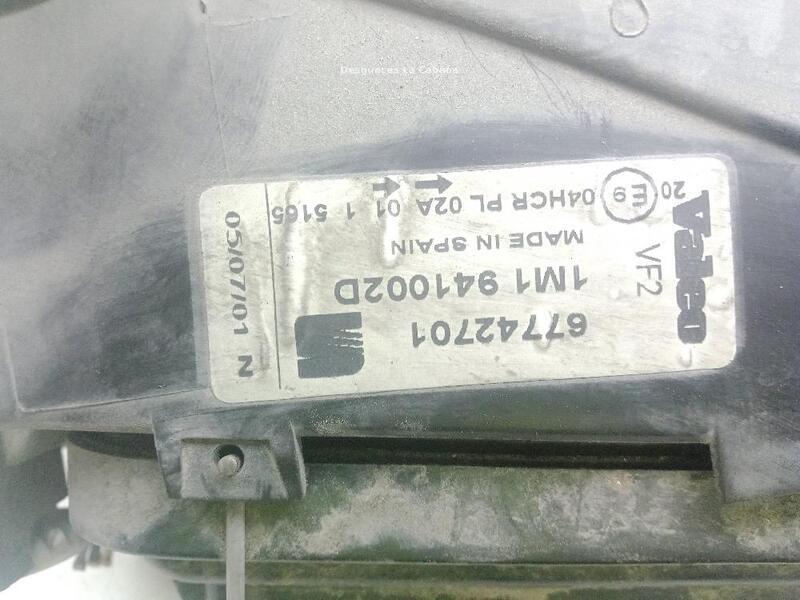 Desguaces La Cabaña
Valeo
VF2
67742701
1M1 941002D
MADE IN SPAIN
20 E9 04HCR PL 02A 01 1 5165
05/07/01 N